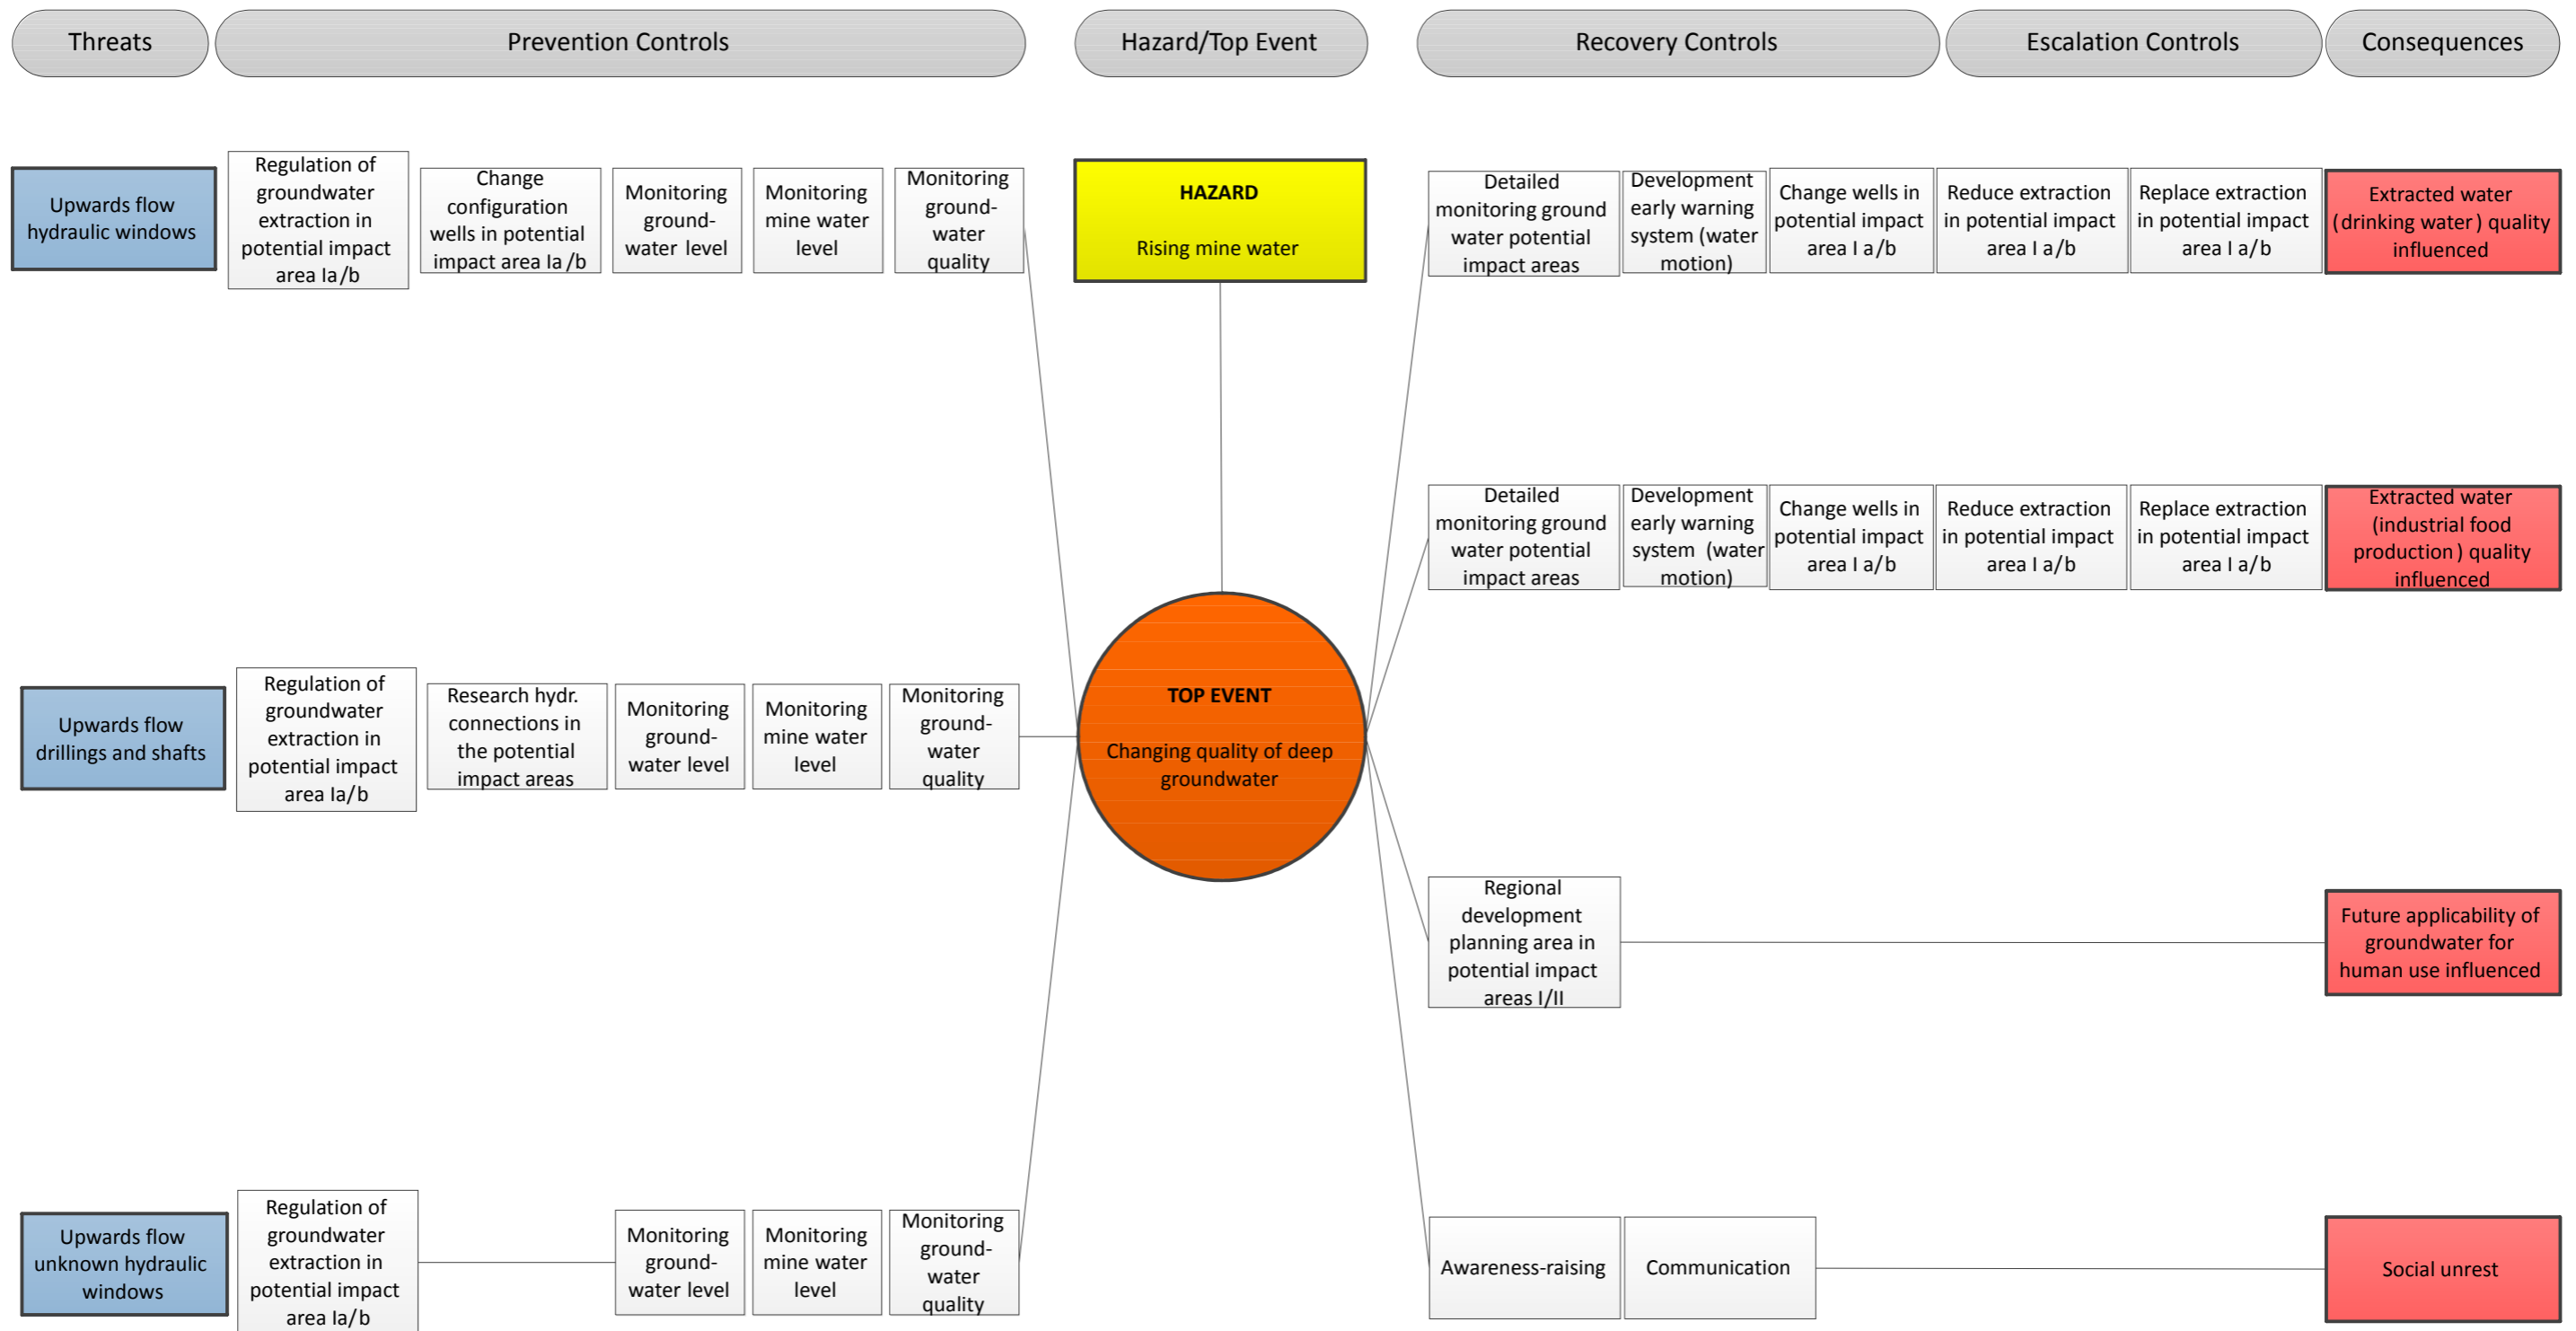 Threats
Prevention Controls
Hazard/Top Event
Recovery Controls
Escalation Controls
Consequences
Upwards flow
hydraulic windows
Regulation of
groundwater
extraction in
potential impact
area Ia/b
Change
configuration
wells in potential
impact area Ia/b
Monitoring
ground-
water level
Monitoring
mine water
level
Monitoring
ground-
water
quality
HAZARD
Rising mine water
Detailed
monitoring ground
water potential
impact areas
Development
early warning
system (water
motion)
Change wells in
potential impact
area I a/b
Reduce extraction
in potential impact
area I a/b
Replace extraction
in potential impact
area I a/b
Extracted water
(drinking water) quality
influenced
Detailed
monitoring ground
water potential
impact areas
Development
early warning
system (water
motion)
Change wells in
potential impact
area I a/b
Reduce extraction
in potential impact
area I a/b
Replace extraction
in potential impact
area I a/b
Extracted water
(industrial food
production) quality
influenced
Upwards flow
drillings and shafts
Regulation of
groundwater
extraction in
potential impact
area Ia/b
Research hydr.
connections in
the potential
impact areas
Monitoring
ground-
water level
Monitoring
mine water
level
Monitoring
ground-
water
quality
TOP EVENT
Changing quality of deep
groundwater
Regional
development
planning area in
potential impact
areas I/II
Future applicability of
groundwater for
human use influenced
Upwards flow
unknown hydraulic
windows
Regulation of
groundwater
extraction in
potential impact
area Ia/b
Monitoring
ground-
water level
Monitoring
mine water
level
Monitoring
ground-
water
quality
Awareness-raising
Communication
Social unrest